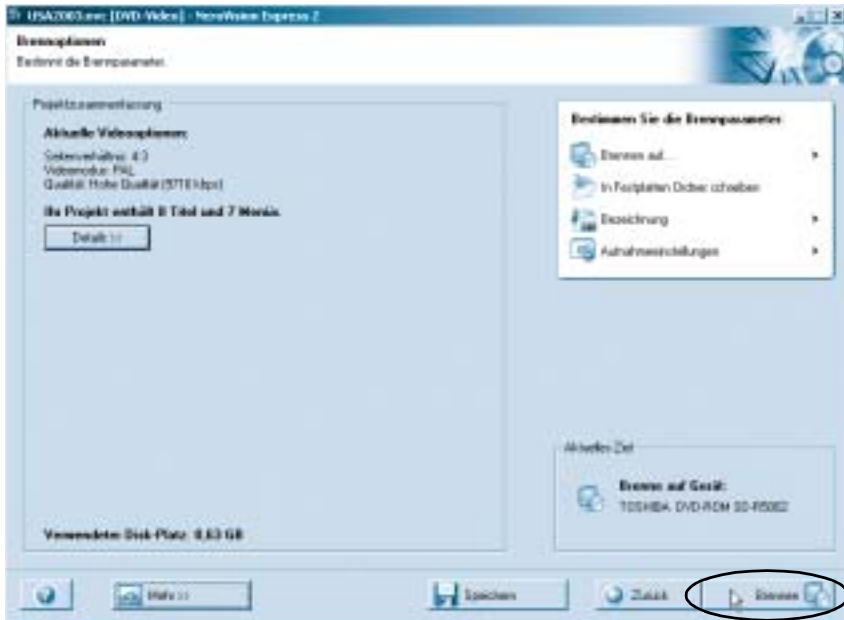 USA2003.nvc [DVD-Video] - NeroVision Express 2
Brennoptionen
Bestimmt die Brennparameter.
Projektzusammenfassung
Aktuelle Videooptionen:
Seitenverhältnis: 4:3
Videomodus: PAL
Qualität: Hohe Qualität (9716 kbps)
Ihr Projekt enthält 8 Titel und 7 Menüs.
Details >>
Verwendeter Disk-Platz: 0,63 GB
Bestimmen Sie die Brennparameter
Brennen auf...
In Festplatten Ordner schreiben
Bezeichnung
Aufnahmeeinstellungen
Aktuelles Ziel
Brenne auf Gerät:
TOSHIBA DVD-ROM SD-R5002
Mehr >>
Speichern
Zurück
Brennen